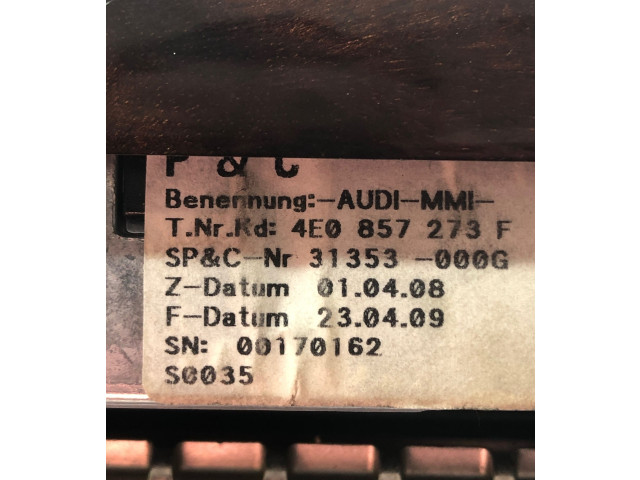 P & C
Benennung:-AUDI-MMI-
T.Nr.Kd: 4E0 857 273 F
SP&C-Nr 31353 -000G
Z-Datum 01.04.08
F-Datum 23.04.09
SN: 00170162
S0035